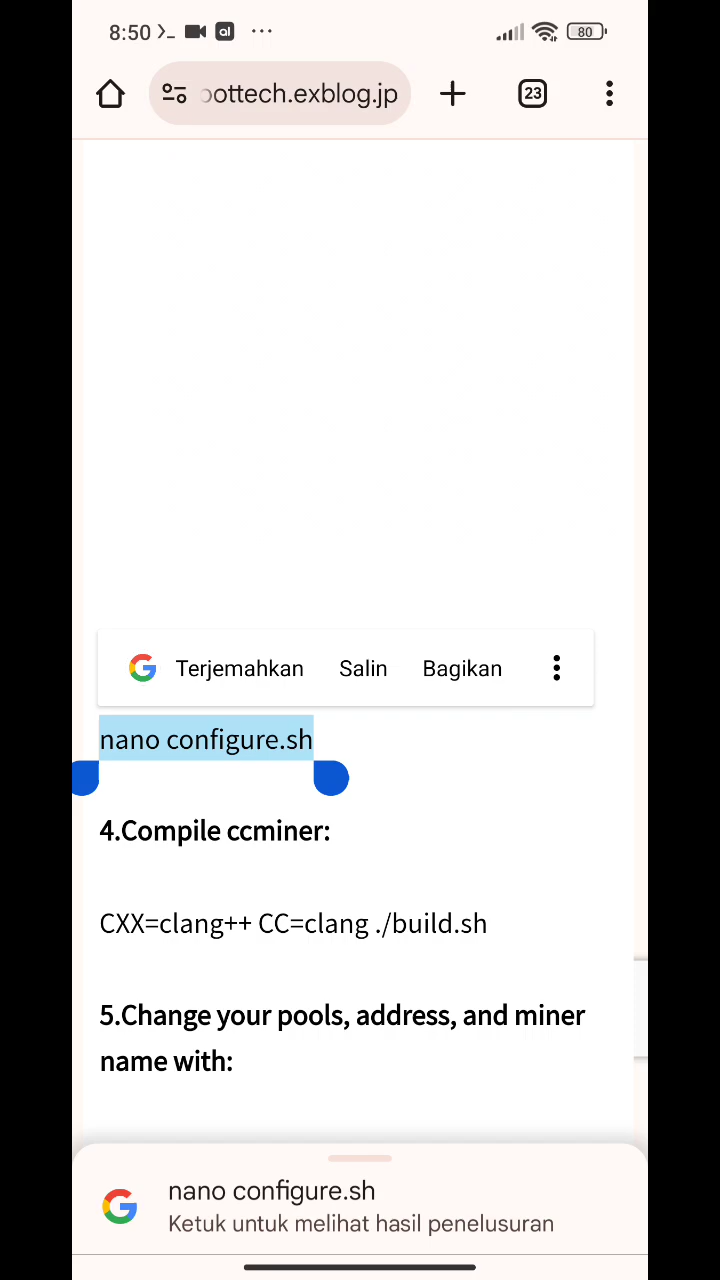 8:50
80
ottech.exblog.jp
23
Terjemahkan Salin Bagikan
nano configure.sh
4.Compile ccminer:
CXX=clang++ CC=clang ./build.sh
5.Change your pools, address, and miner
name with:
nano configure.sh
Ketuk untuk melihat hasil penelusuran